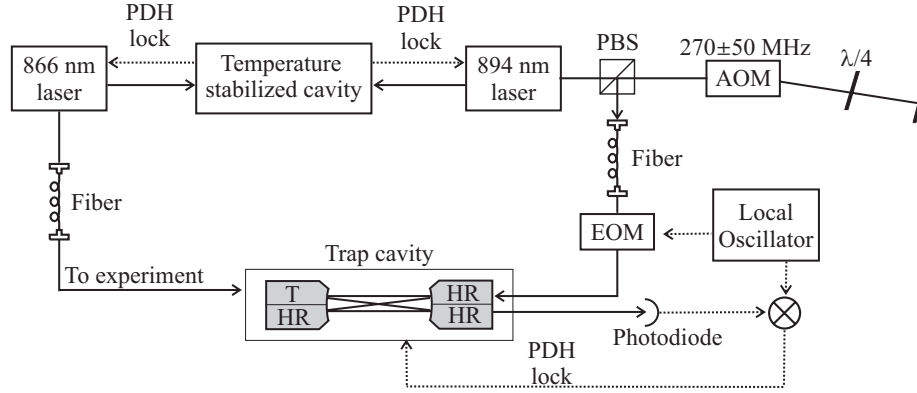 PDH
lock
PDH
lock
866 nm
laser
Temperature
stabilized cavity
894 nm
laser
PBS
270±50 MHz
AOM
λ/4
Fiber
Fiber
EOM
Local
Oscillator
To experiment
Trap cavity
T
HR
HR
HR
Photodiode
PDH
lock